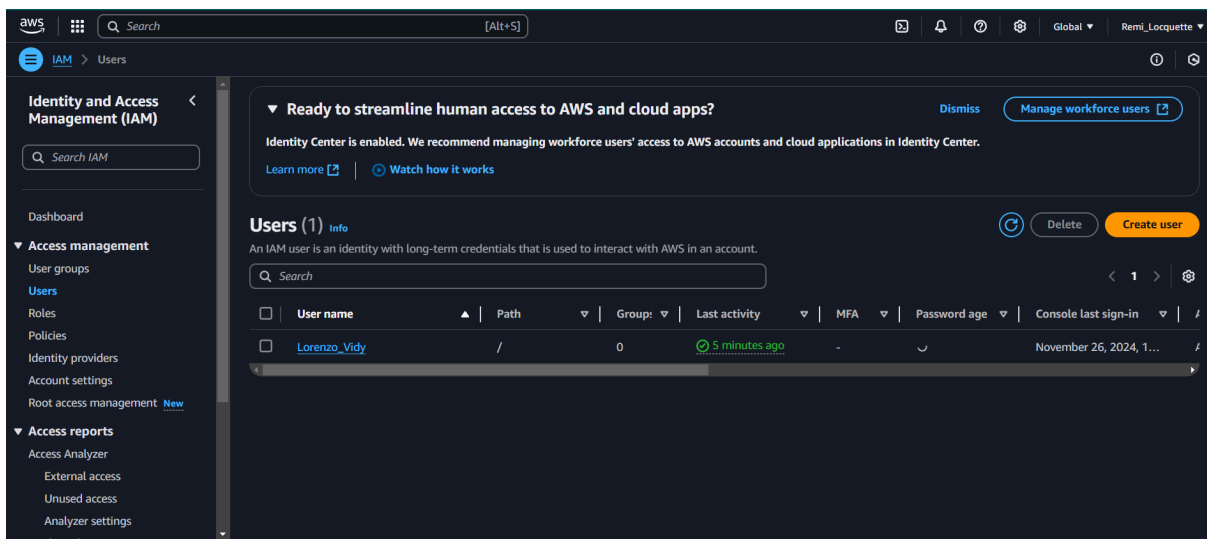 aws Search [Alt+S] Global Remi_Locquette
IAM > Users
Identity and Access
Management (IAM)
Search IAM
Dashboard
Access management
User groups
Users
Roles
Policies
Identity providers
Account settings
Root access management New
Access reports
Access Analyzer
External access
Unused access
Analyzer settings
Ready to streamline human access to AWS and cloud apps? Dismiss Manage workforce users
Identity Center is enabled. We recommend managing workforce users' access to AWS accounts and cloud applications in Identity Center.
Learn more Watch how it works
Users (1) Info Delete Create user
An IAM user is an identity with long-term credentials that is used to interact with AWS in an account.
Search < 1 >
User name Path Group: Last activity MFA Password age Console last sign-in
Lorenzo_Vidy / 0 5 minutes ago - November 26, 2024, 1...